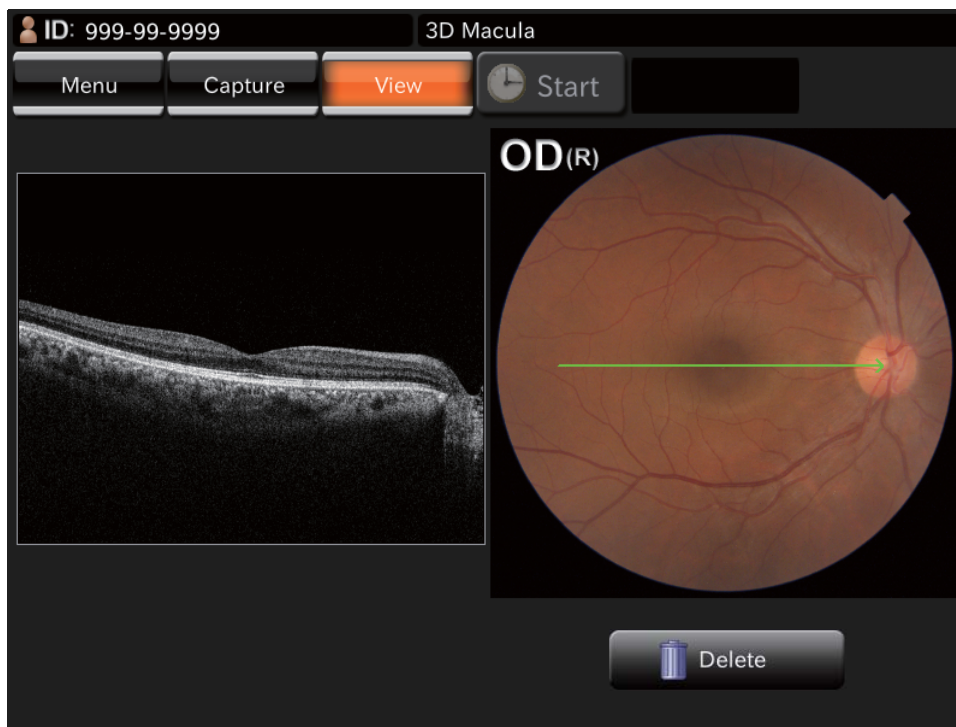 ID: 999-99-9999
3D Macula
Menu
Capture
View
Start
OD(R)
Delete